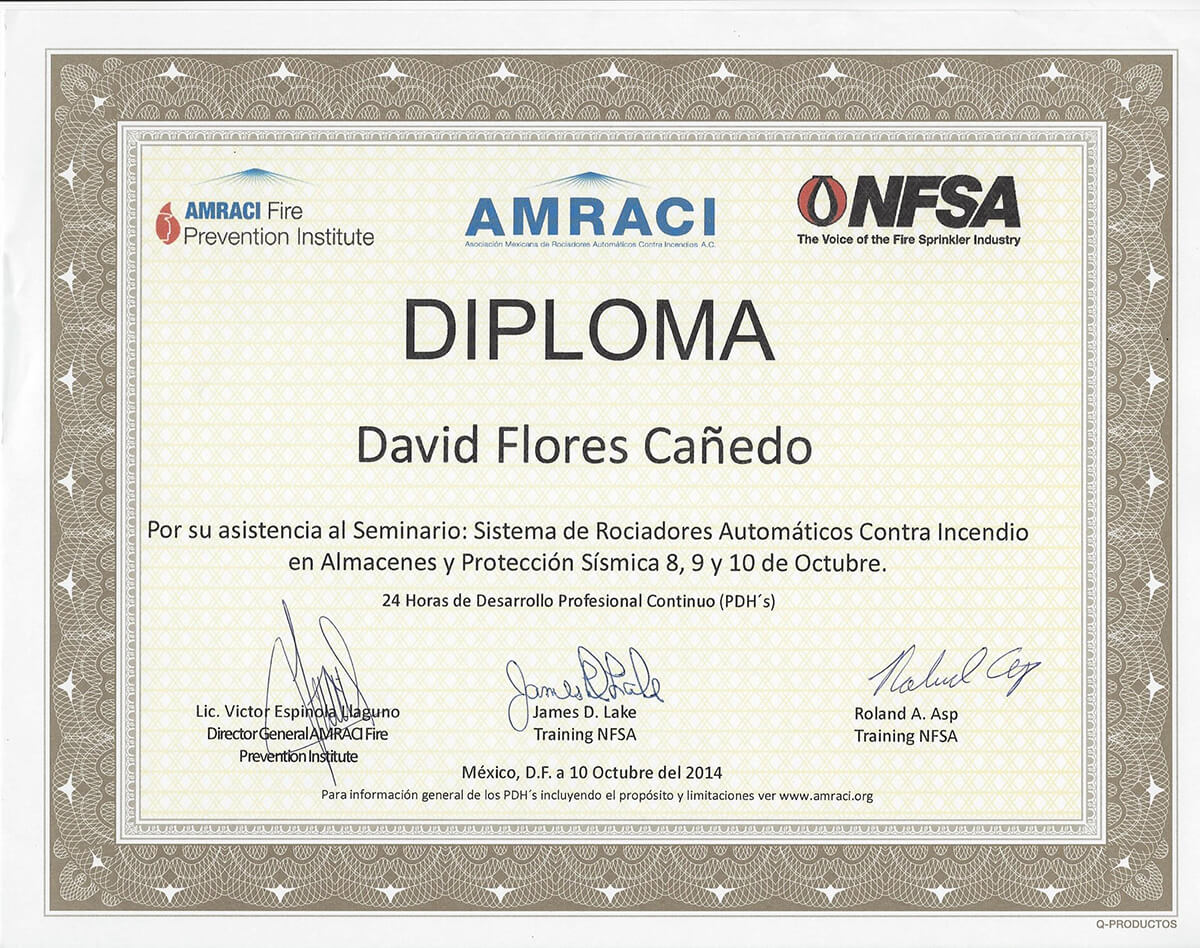 AMRACI Fire
Prevention Institute
AMRACI
Asociación Mexicana de Rociadores Automáticos Contra Incendios A.C.
NFSA
The Voice of the Fire Sprinkler Industry
DIPLOMA
David Flores Cañedo
Por su asistencia al Seminario: Sistema de Rociadores Automáticos Contra Incendio
en Almacenes y Protección Sísmica 8, 9 y 10 de Octubre.
24 Horas de Desarrollo Profesional Continuo (PDH´s)
James D. Lake
Lic. Victor Espinola Llaguno
Director General AMRACI Fire
Prevention Institute
James D. Lake
Training NFSA
Roland A. Asp
Training NFSA
México, D.F. a 10 Octubre del 2014
Para información general de los PDH´s incluyendo el propósito y limitaciones ver www.amraci.org
Q-PRODUCTOS